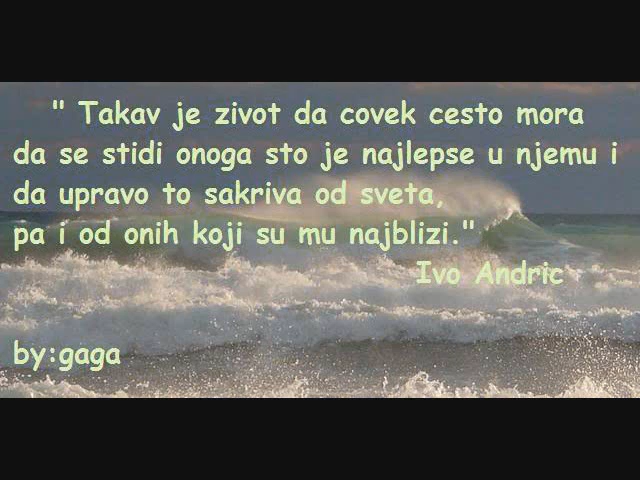 " Takav je zivot da covek cesto mora
da se stidi onoga sto je najlepse u njemu i
da upravo to sakriva od sveta,
pa i od onih koji su mu najblizi."
Ivo Andric
by:gaga